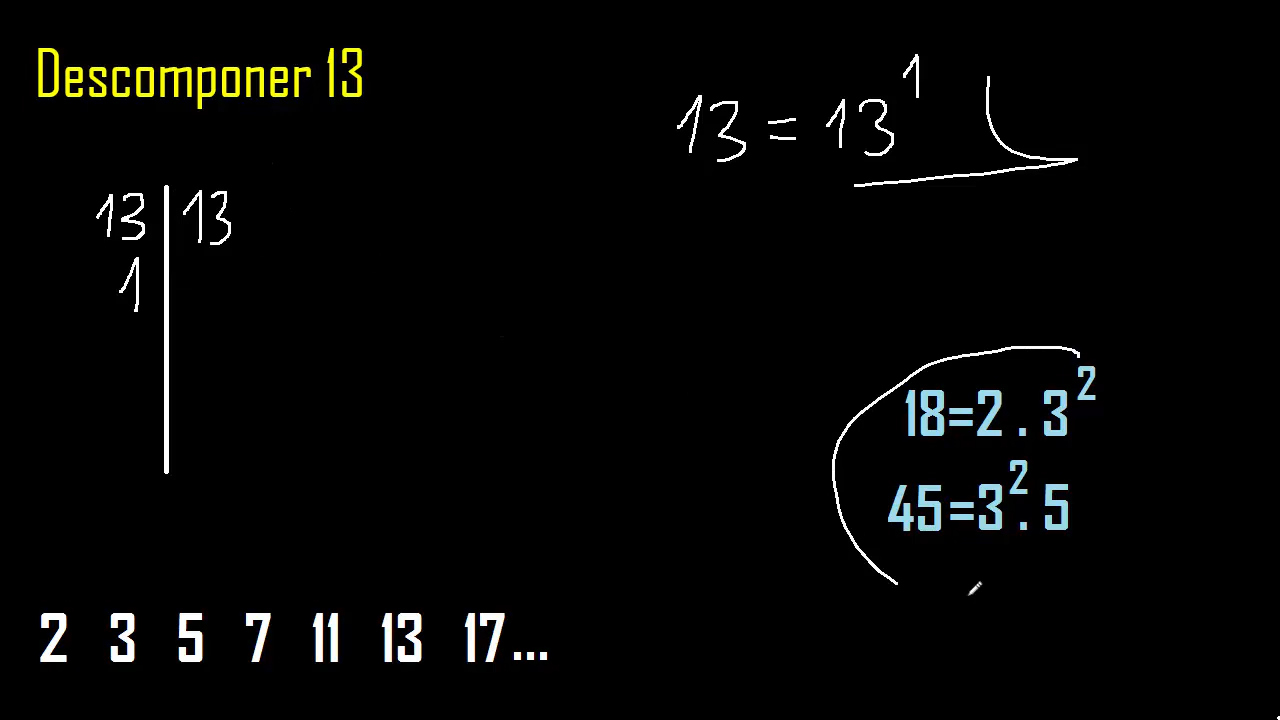 Descomponer 13
13 = 13¹
13 | 13
1
18=2 . 3²
45=3² . 5
2 3 5 7 11 13 17...